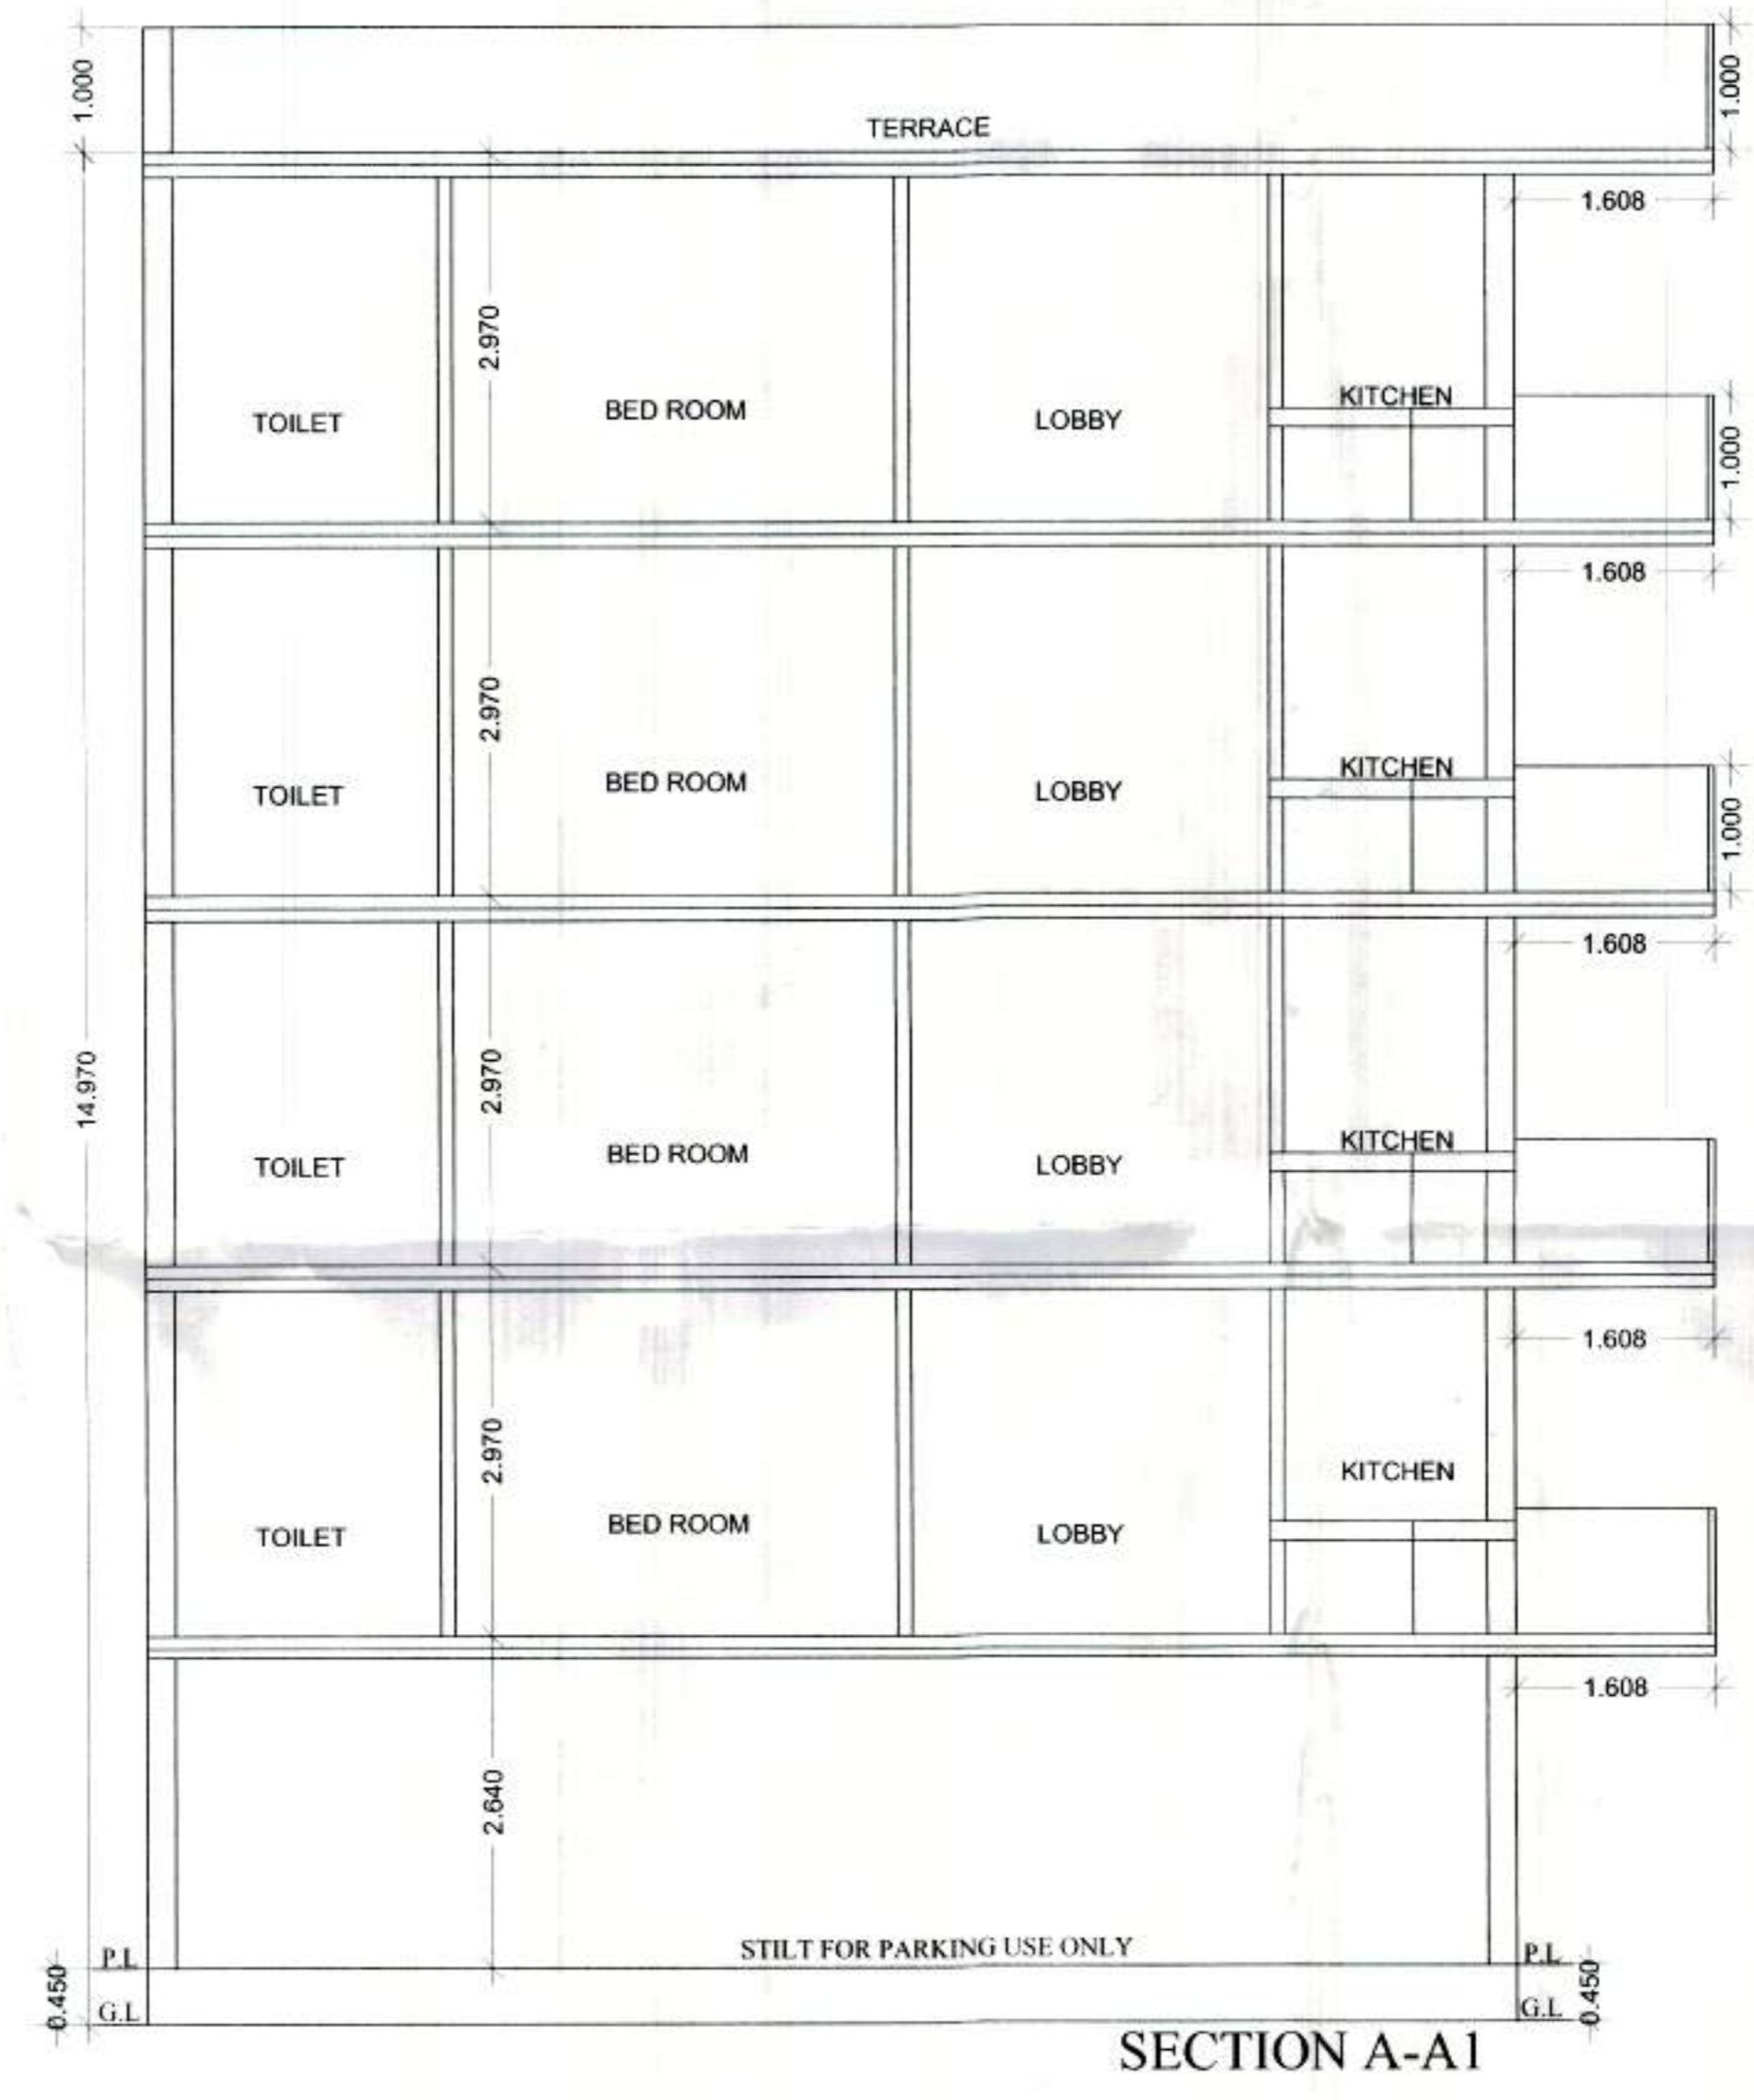 1.000
1.000
TERRACE
1.608
2.970
TOILET
BED ROOM
LOBBY
KITCHEN
1.000
1.608
2.970
TOILET
BED ROOM
LOBBY
KITCHEN
1.000
1.608
14.970
2.970
TOILET
BED ROOM
LOBBY
KITCHEN
1.608
2.970
TOILET
BED ROOM
LOBBY
KITCHEN
1.608
2.640
STILT FOR PARKING USE ONLY
P.L
P.L
0.450
0.450
G.L
G.L
SECTION A-A1